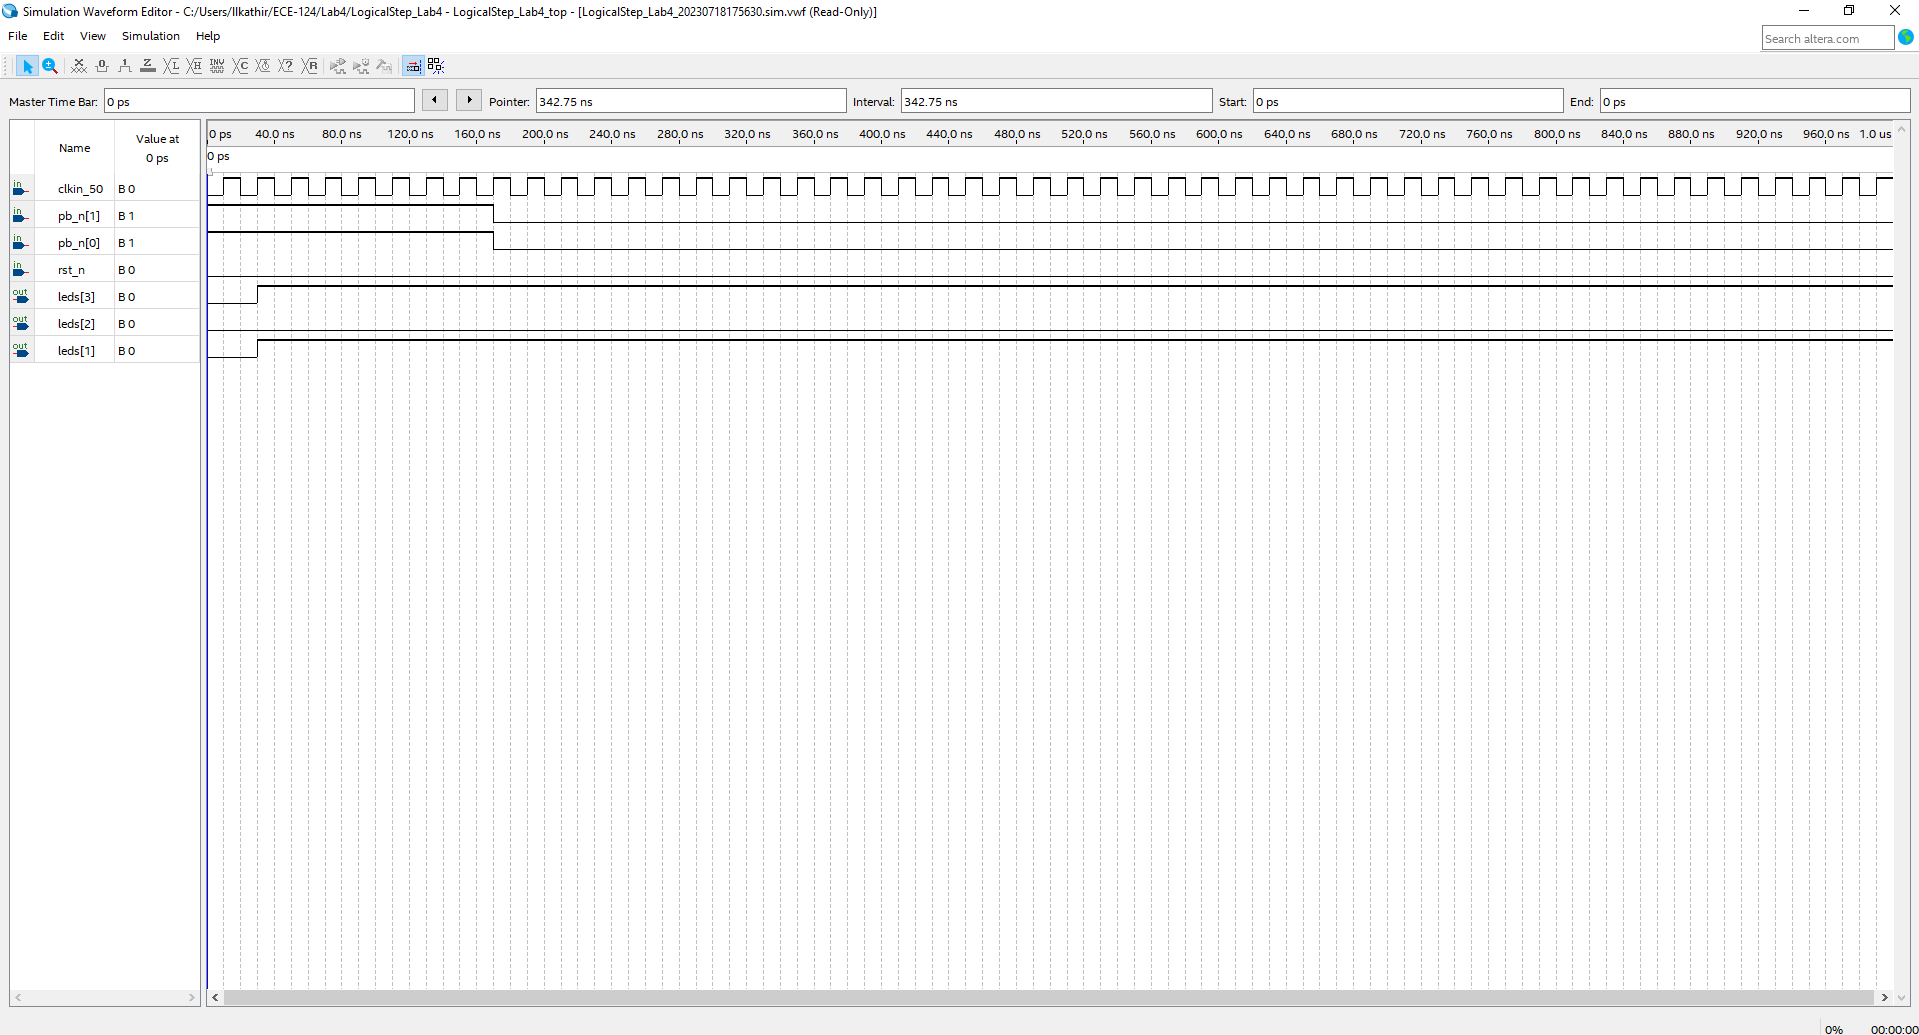 Simulation Waveform Editor - C:/Users/Ilkathir/ECE-124/Lab4/LogicalStep_Lab4 - LogicalStep_Lab4_top - [LogicalStep_Lab4_20230718175630.sim.vwf (Read-Only)]
File Edit View Simulation Help
Search altera.com
Master Time Bar: 0 ps Pointer: 342.75 ns Interval: 342.75 ns Start: 0 ps End: 0 ps
Name Value at 0 ps
0 ps 40.0 ns 80.0 ns 120.0 ns 160.0 ns 200.0 ns 240.0 ns 280.0 ns 320.0 ns 360.0 ns 400.0 ns 440.0 ns 480.0 ns 520.0 ns 560.0 ns 600.0 ns 640.0 ns 680.0 ns 720.0 ns 760.0 ns 800.0 ns 840.0 ns 880.0 ns 920.0 ns 960.0 ns 1.0 us
0 ps
in clkin_50 B 0
in pb_n[1] B 1
in pb_n[0] B 1
in rst_n B 0
out leds[3] B 0
out leds[2] B 0
out leds[1] B 0
0% 00:00:00